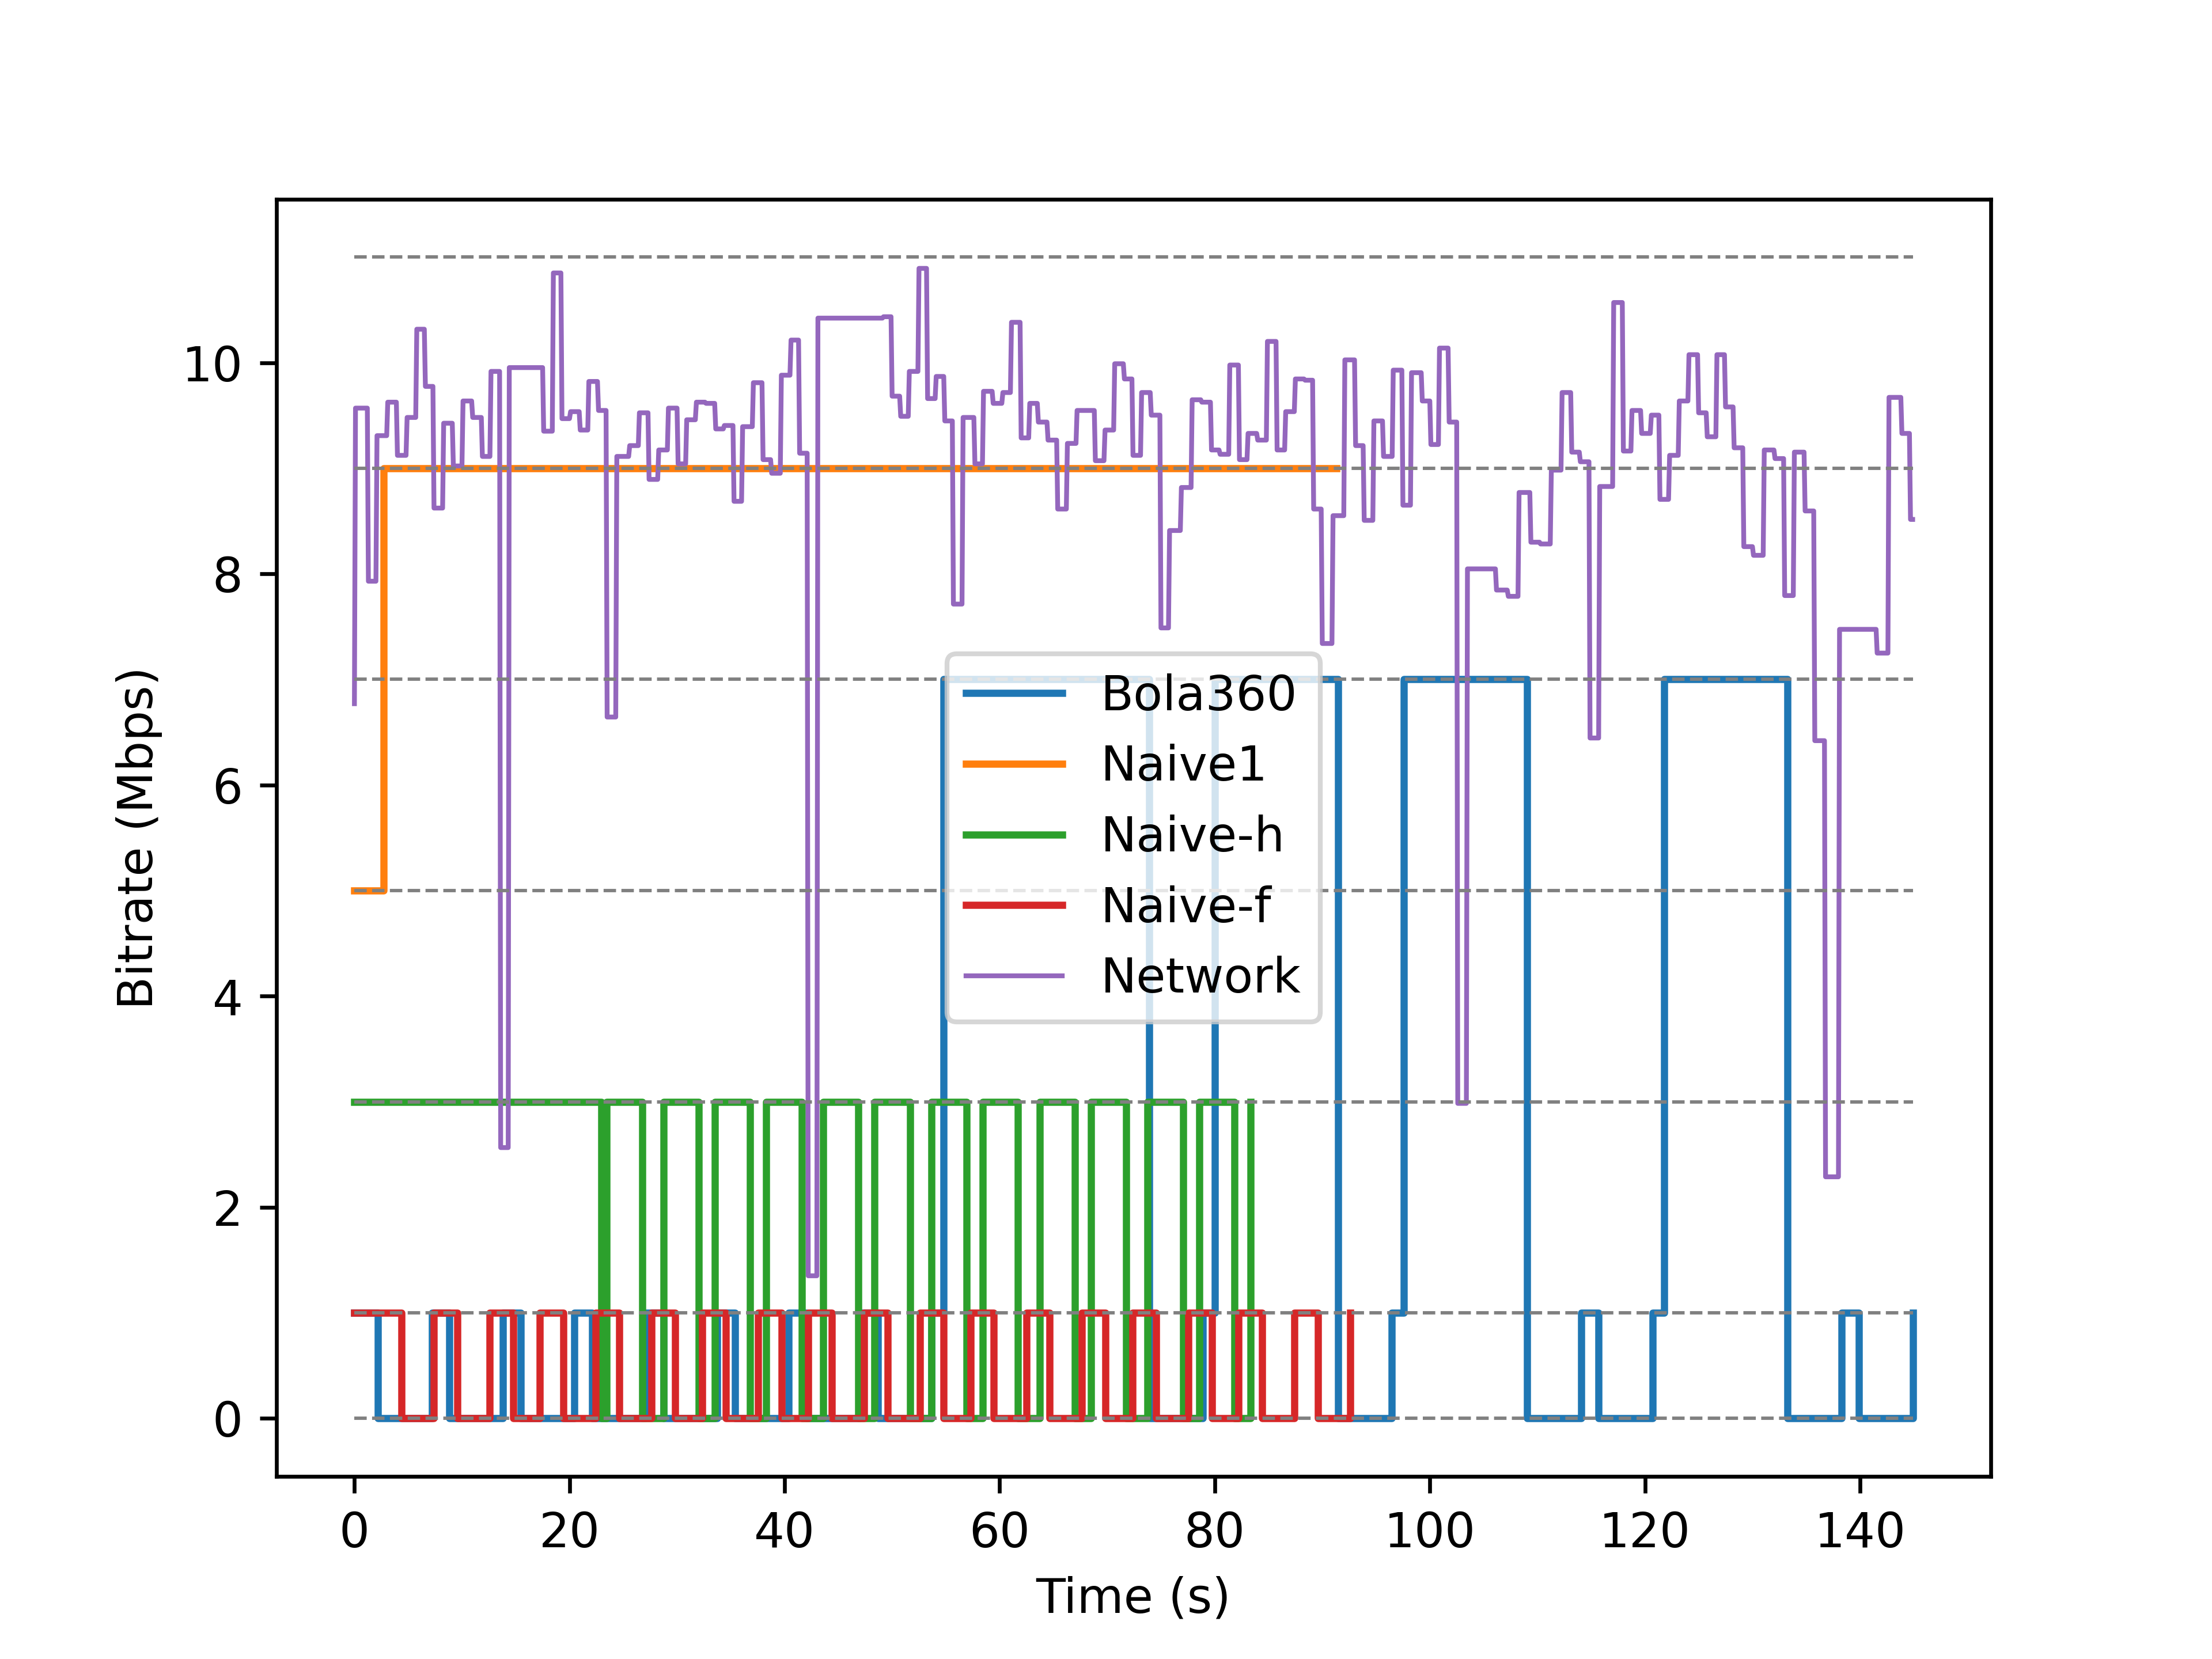 10
8
6
4
2
0
Bitrate (Mbps)
Bola360
Naive1
Naive-h
Naive-f
Network
0 20 40 60 80 100 120 140
Time (s)